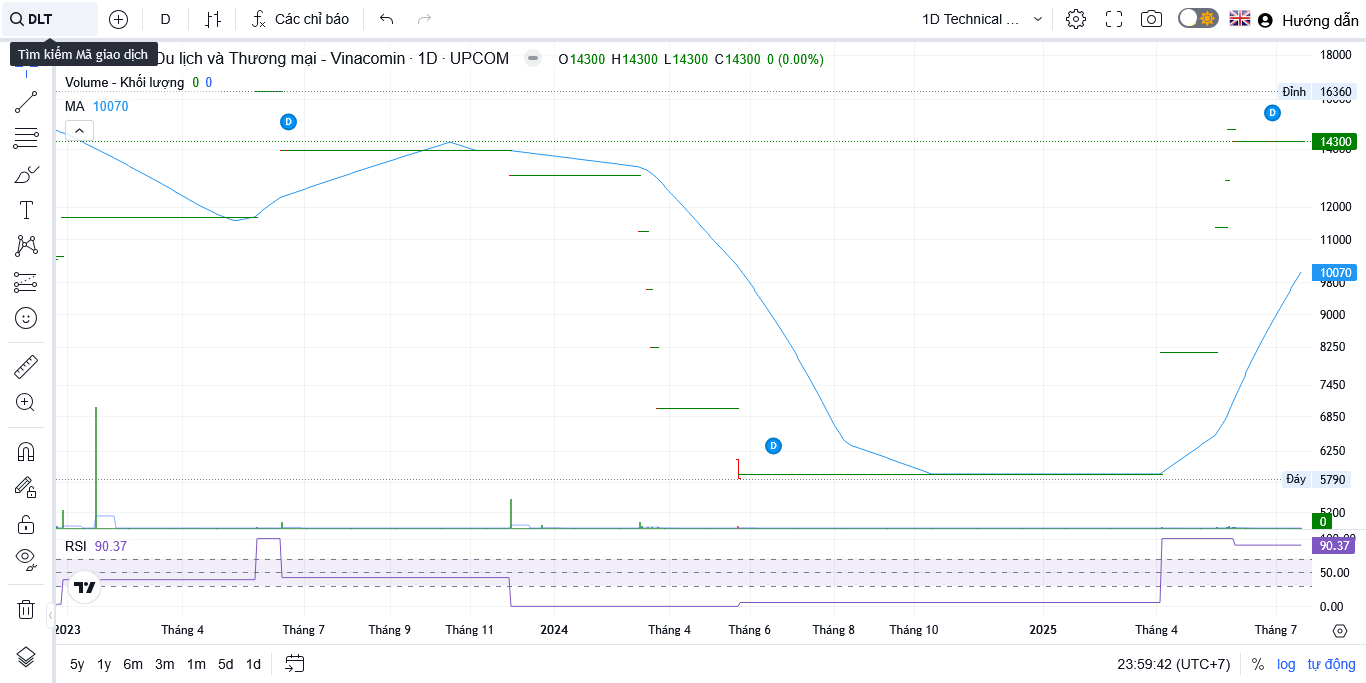 DLT
D
Các chỉ báo
1D Technical ...
Hướng dẫn
Tìm kiếm Mã giao dịch
Du lịch và Thương mại - Vinacomin · 1D · UPCOM
O14300 H14300 L14300 C14300 0 (0.00%)
Volume - Khối lượng 0 0
MA 10070
D
D
D
18000
Đỉnh 16360
14300
12000
11000
10070
9800
9000
8250
7450
6850
6250
Đáy 5790
5300
0
RSI 90.37
90.37
50.00
0.00
2023
Tháng 4
Tháng 7
Tháng 9
Tháng 11
2024
Tháng 4
Tháng 6
Tháng 8
Tháng 10
2025
Tháng 4
Tháng 7
5y 1y 6m 3m 1m 5d 1d
23:59:42 (UTC+7)
% log tự động